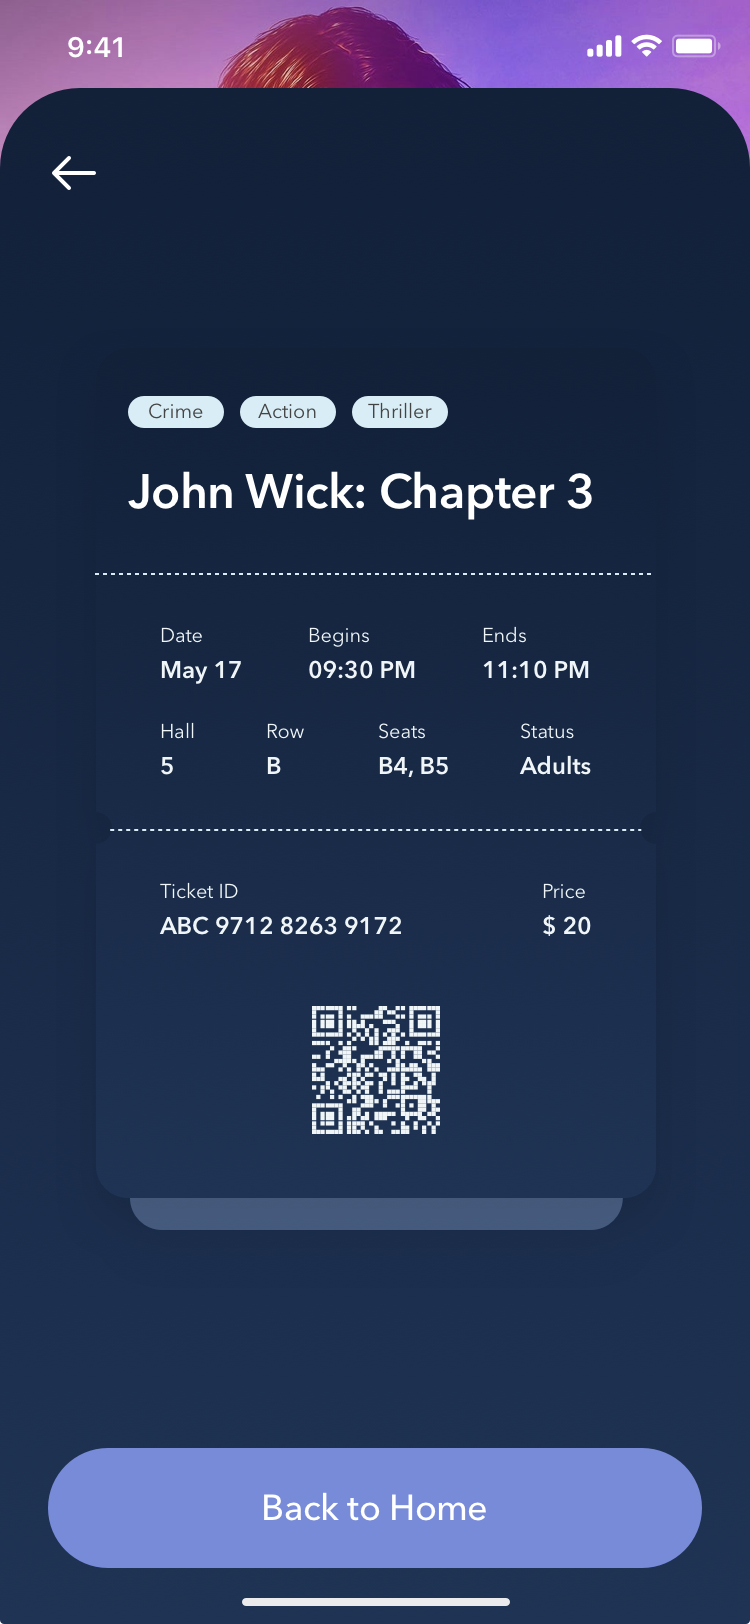 9:41
Crime Action Thriller
John Wick: Chapter 3
Date Begins Ends
May 17 09:30 PM 11:10 PM
Hall Row Seats Status
5 B B4, B5 Adults
Ticket ID Price
ABC 9712 8263 9172 $ 20
Back to Home